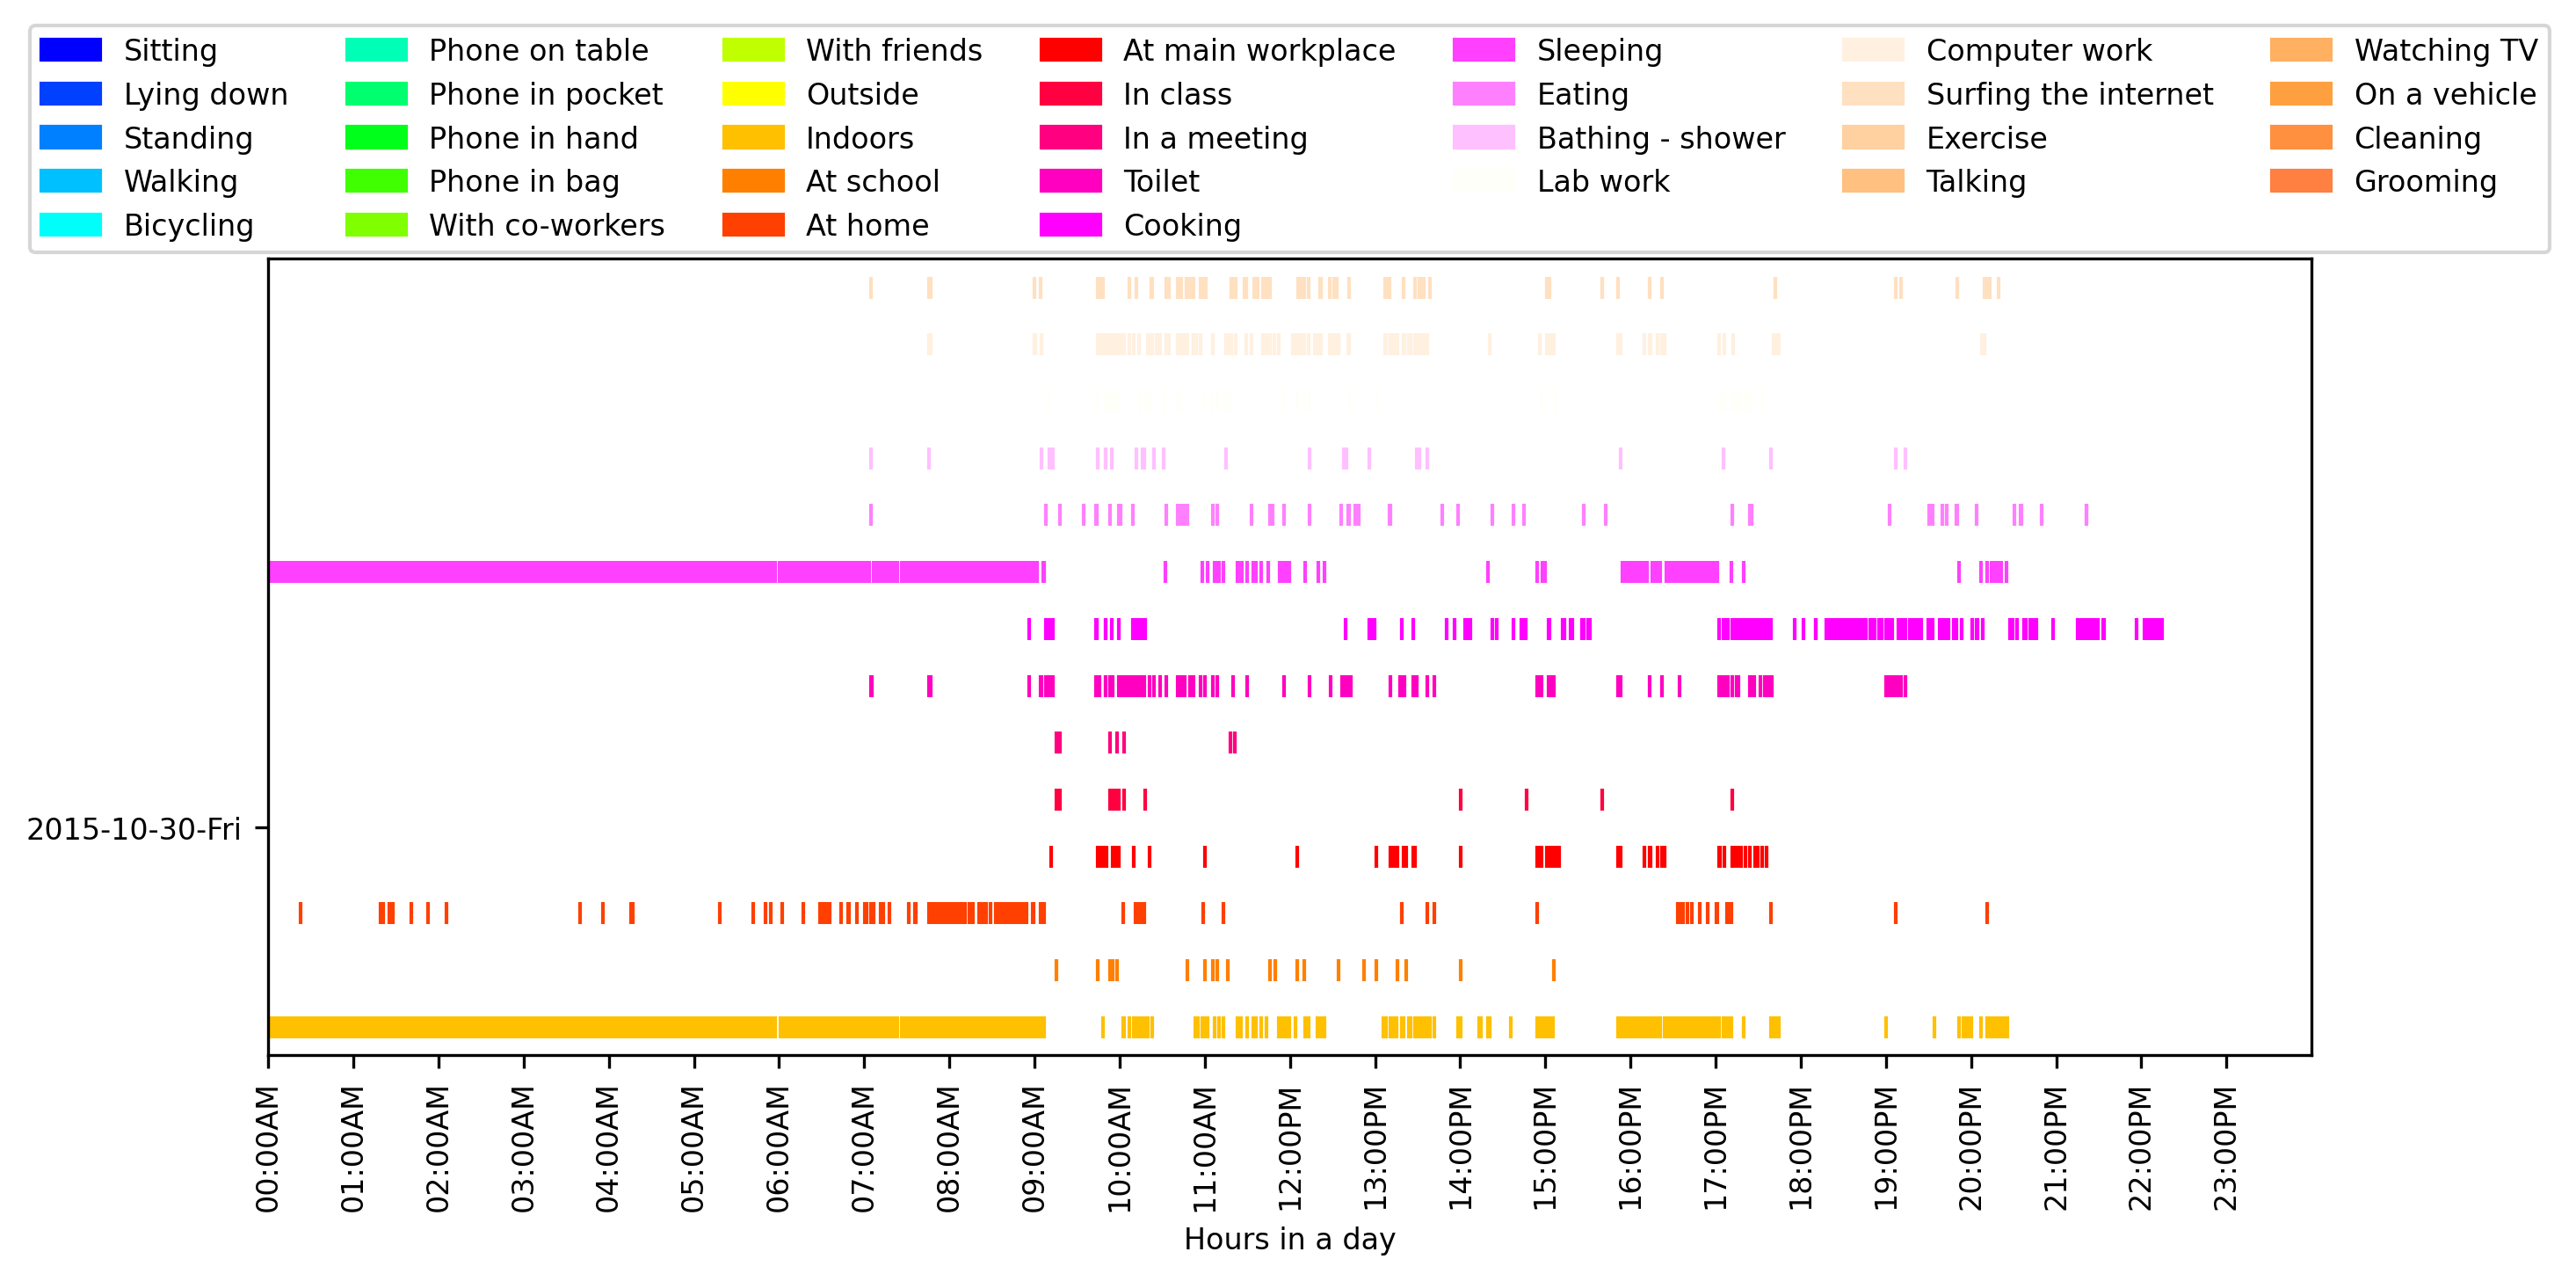 Sitting
Lying down
Standing
Walking
Bicycling
Phone on table
Phone in pocket
Phone in hand
Phone in bag
With co-workers
With friends
Outside
Indoors
At school
At home
At main workplace
In class
In a meeting
Toilet
Cooking
Sleeping
Eating
Bathing - shower
Lab work
Computer work
Surfing the internet
Exercise
Talking
Watching TV
On a vehicle
Cleaning
Grooming
2015-10-30-Fri
00:00AM
01:00AM
02:00AM
03:00AM
04:00AM
05:00AM
06:00AM
07:00AM
08:00AM
09:00AM
10:00AM
11:00AM
12:00PM
13:00PM
14:00PM
15:00PM
16:00PM
17:00PM
18:00PM
19:00PM
20:00PM
21:00PM
22:00PM
23:00PM
Hours in a day